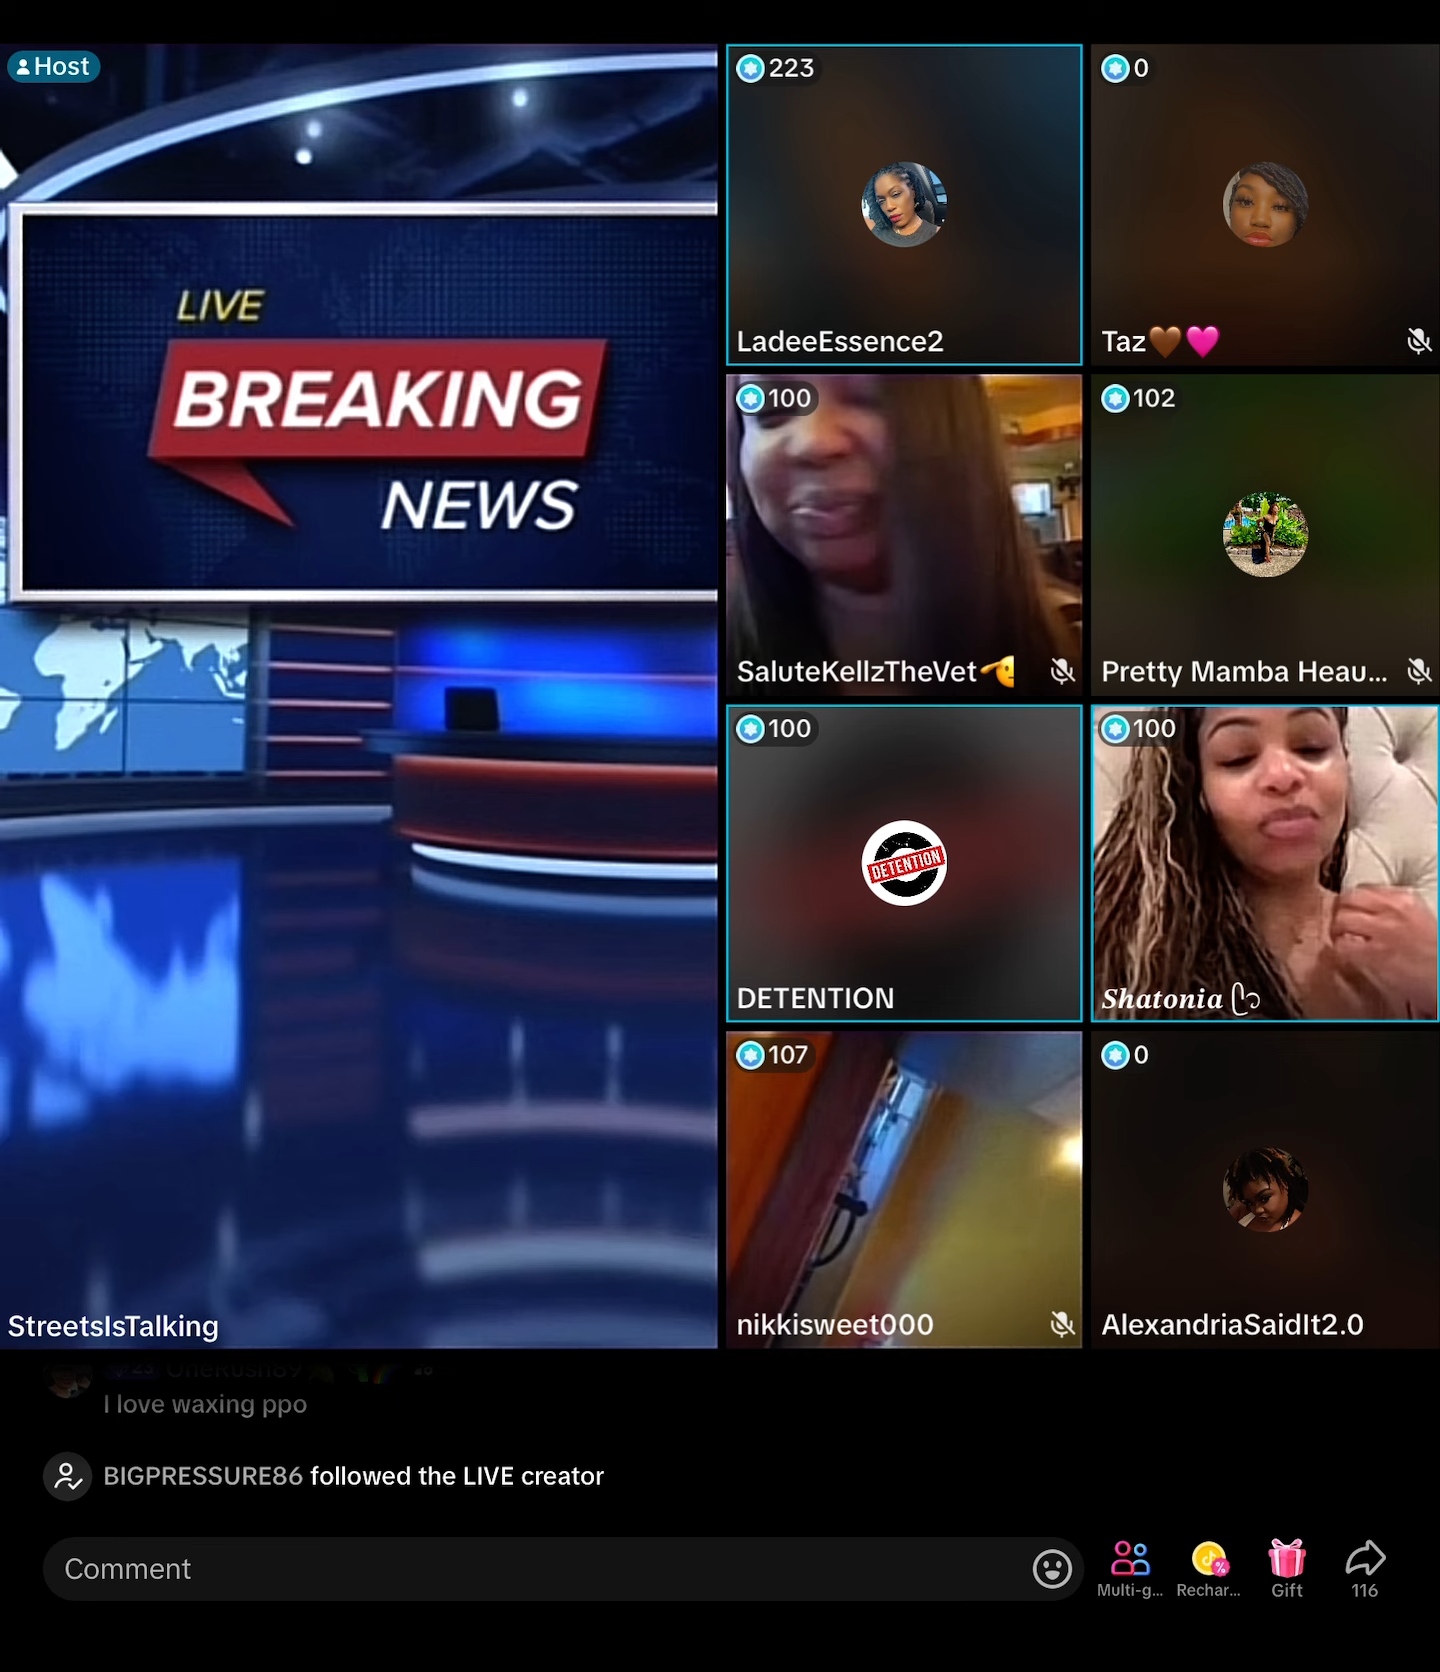 Host
LIVE
BREAKING
NEWS
StreetsIsTalking
223
LadeeEssence2
0
Taz🤎🩷
100
SaluteKellzTheVet🫡
102
Pretty Mamba Heau...
100
DETENTION
DETENTION
100
Shatonia
107
nikkisweet000
0
AlexandriaSaidIt2.0
23 OneRush89
I love waxing ppo
BIGPRESSURE86 followed the LIVE creator
Comment
Multi-g...
Rechar...
Gift
116